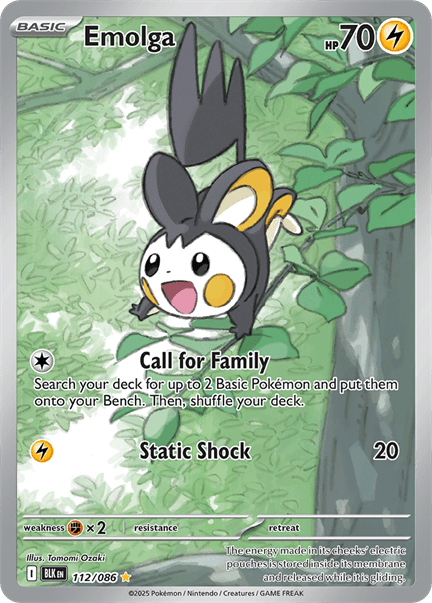 BASIC Emolga HP 70
Call for Family
Search your deck for up to 2 Basic Pokémon and put them
onto your Bench. Then, shuffle your deck.
Static Shock 20
weakness ×2 resistance retreat
Illus. Tomomi Ozaki
I BLK EN 112/086
The energy made in its cheeks' electric
pouches is stored inside its membrane
and released while it is gliding.
©2025 Pokémon / Nintendo / Creatures / GAME FREAK